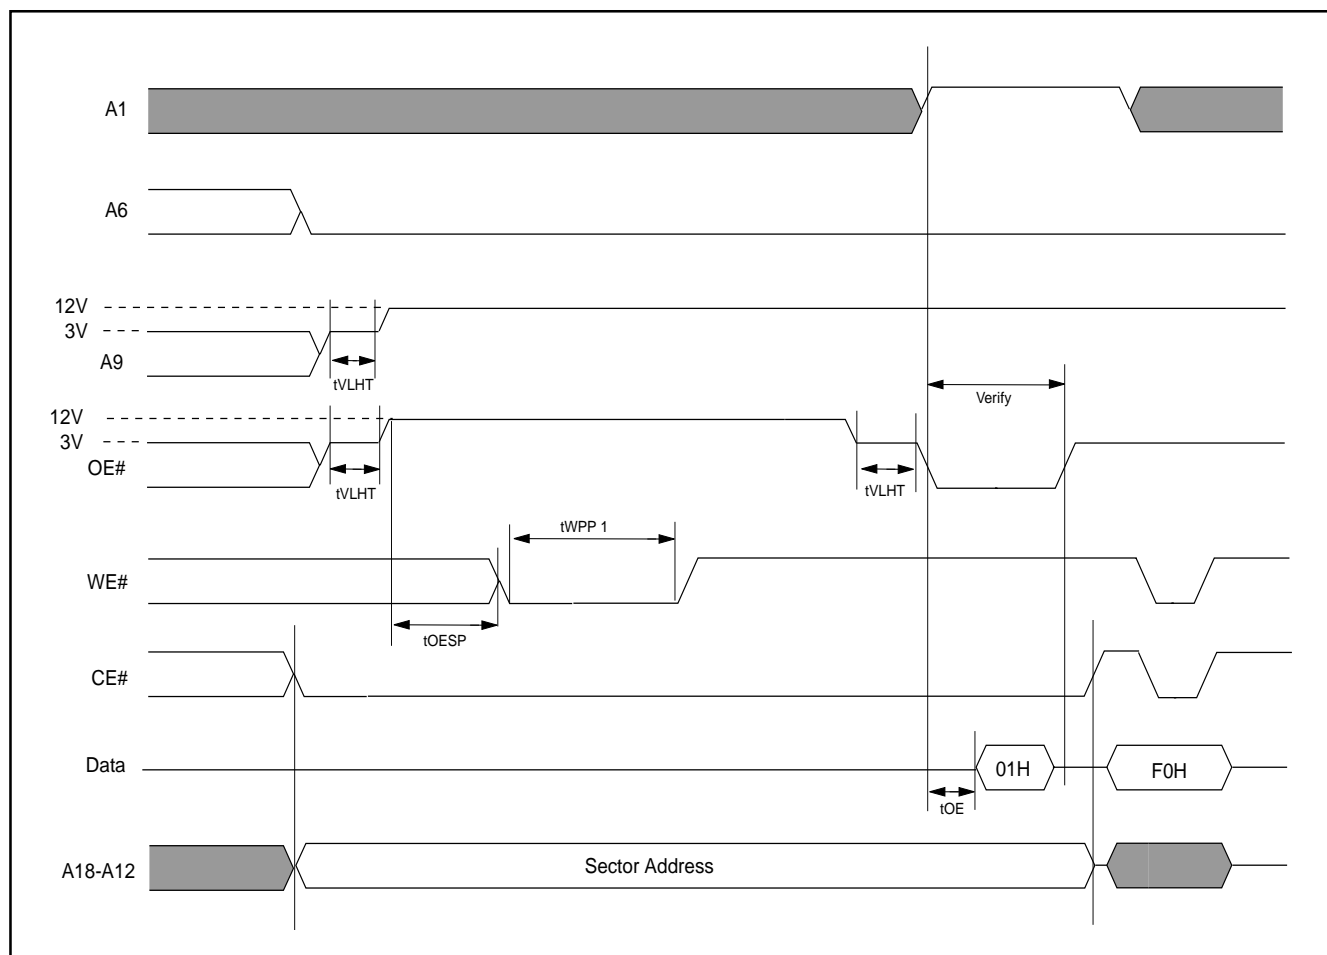 A1
A6
12V
3V
A9
tVLHT
Verify
12V
3V
OE#
tVLHT
tVLHT
tWPP 1
WE#
tOESP
CE#
Data
01H
F0H
tOE
A18-A12
Sector Address